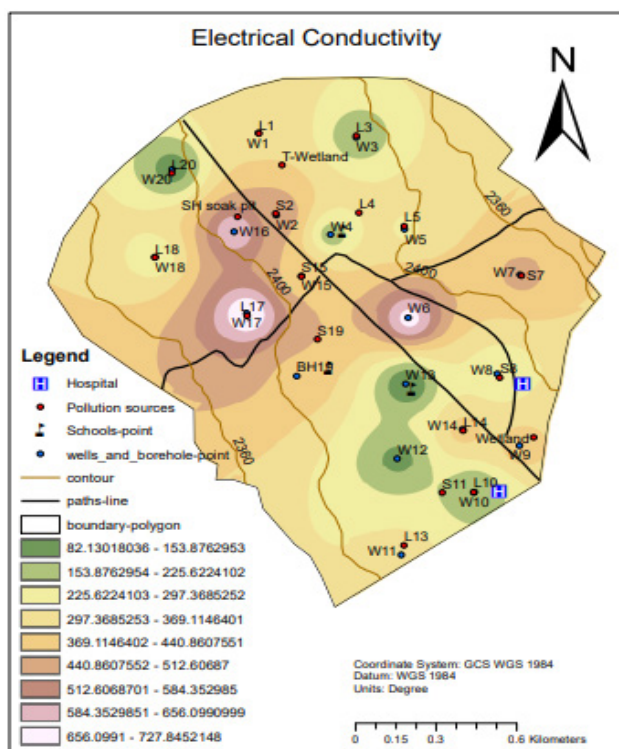 Electrical Conductivity
N
L1
W1
L3
W3
T-Wetland
L20
W20
SH soak pit
S2
W2
L4
W4
L5
W5
W16
2360
L18
W18
2400
2400
S15
W15
W7
S7
L17
W17
W6
S19
BH19
W13
W8
S8
W14
L14
Wetland
W9
W12
2360
S11
L10
W10
L13
W11
Legend
H Hospital
Pollution sources
Schools-point
wells_and_borehole-point
contour
paths-line
boundary-polygon
82.13018036 - 153.8762953
153.8762954 - 225.6224102
225.6224103 - 297.3685252
297.3685253 - 369.1146401
369.1146402 - 440.8607551
440.8607552 - 512.60687
512.6068701 - 584.352985
584.3529851 - 656.0990999
656.0991 - 727.8452148
H
H
Coordinate System: GCS WGS 1984
Datum: WGS 1984
Units: Degree
0 0.15 0.3 0.6 Kilometers